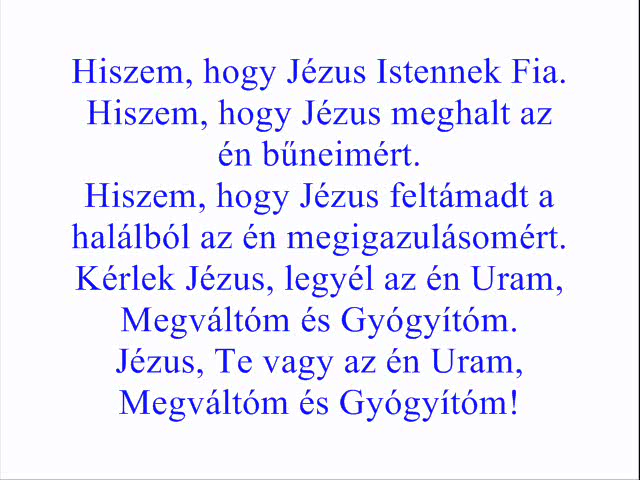 Hiszem, hogy Jézus Istennek Fia.
Hiszem, hogy Jézus meghalt az
én bűneimért.
Hiszem, hogy Jézus feltámadt a
halálból az én megigazulásomért.
Kérlek Jézus, legyél az én Uram,
Megváltóm és Gyógyítóm.
Jézus, Te vagy az én Uram,
Megváltóm és Gyógyítóm!